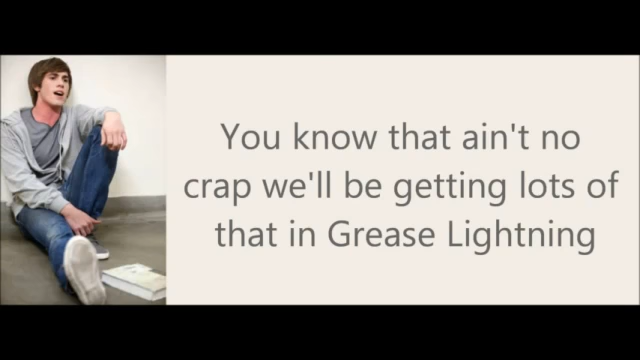 You know that ain't no
crap we'll be getting lots of
that in Grease Lightning